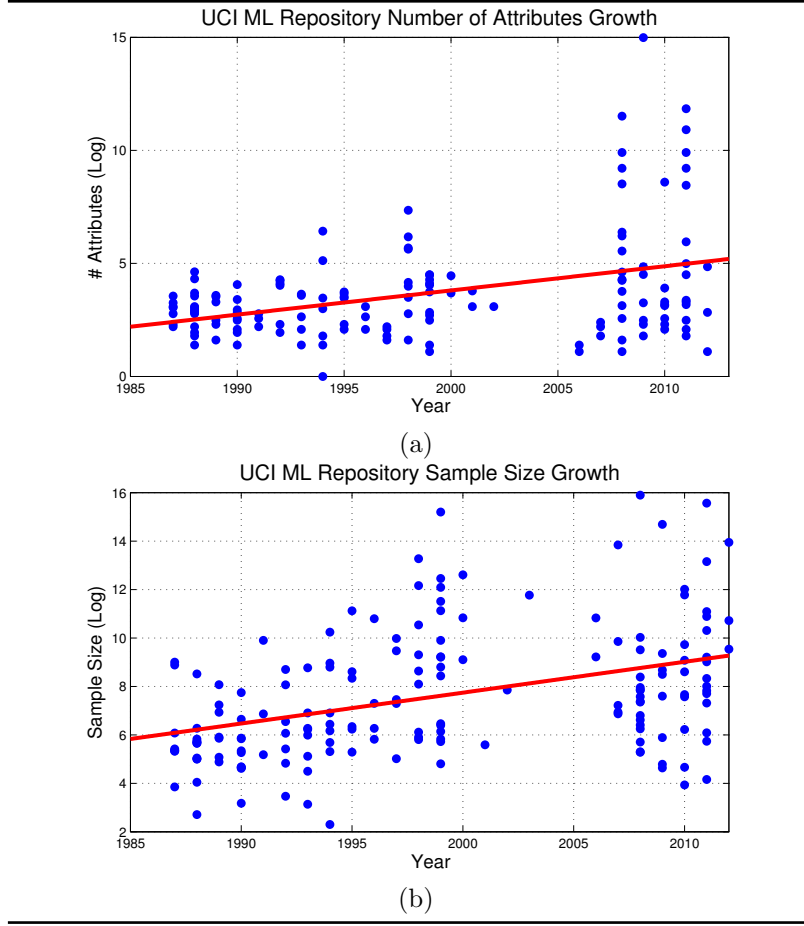 UCI ML Repository Number of Attributes Growth
15
10
5
0
# Attributes (Log)
1985 1990 1995 2000 2005 2010
Year
(a)
UCI ML Repository Sample Size Growth
16
14
12
10
8
6
4
2
Sample Size (Log)
1985 1990 1995 2000 2005 2010
Year
(b)